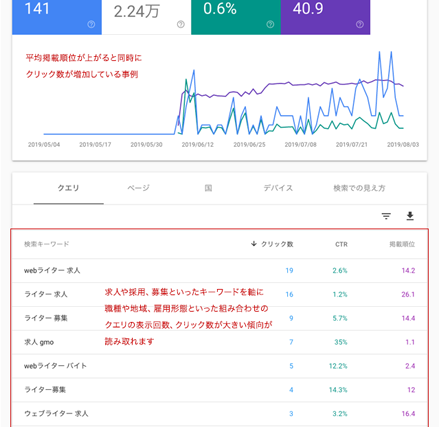 141 2.24万 0.6% 40.9
平均掲載順位が上がると同時に
クリック数が増加している事例
2019/05/04 2019/05/17 2019/05/30 2019/06/12 2019/06/25 2019/07/08 2019/07/21 2019/08/03
クエリ ページ 国 デバイス 検索での見え方
検索キーワード クリック数 CTR 掲載順位
webライター 求人 19 2.6% 14.2
ライター 求人 16 1.2% 26.1
ライター 募集 9 5.7% 14.4
求人 gmo 7 35% 1.1
webライター バイト 5 12.2% 2.4
ライター募集 4 14.3% 12
ウェブライター 求人 3 3.2% 16.4
求人や採用、募集といったキーワードを軸に
職種や地域、雇用形態といった組み合わせの
クエリの表示回数、クリック数が大きい傾向が
読み取れます